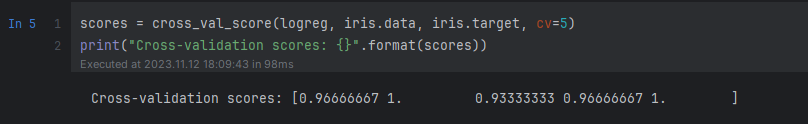 In 5 1 scores = cross_val_score(logreg, iris.data, iris.target, cv=5)
2 print("Cross-validation scores: {}".format(scores))
Executed at 2023.11.12 18:09:43 in 98ms
Cross-validation scores: [0.96666667 1.         0.93333333 0.96666667 1.        ]